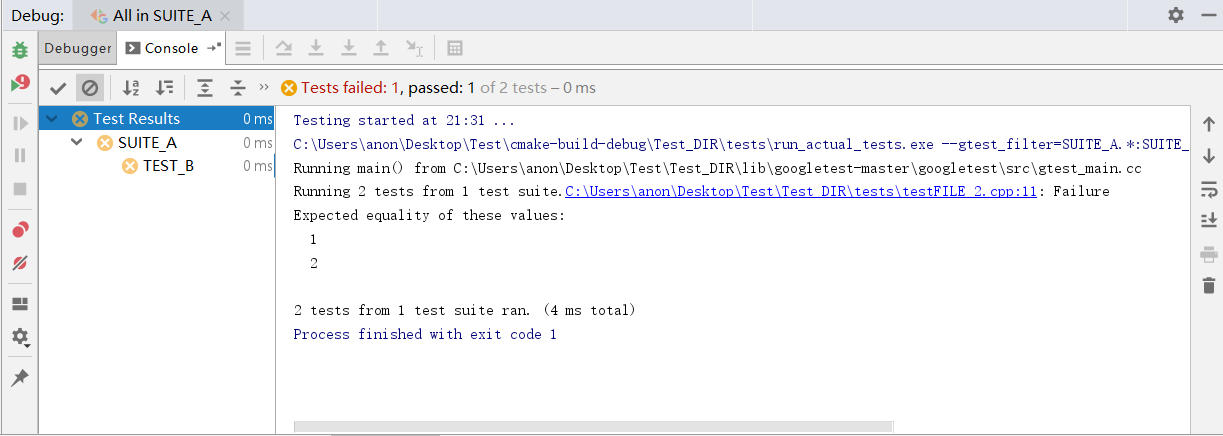 Debug: All in SUITE_A
Debugger Console
Tests failed: 1, passed: 1 of 2 tests – 0 ms
Test Results 0 ms
SUITE_A 0 ms
TEST_B 0 ms
Testing started at 21:31 ...
C:\Users\anon\Desktop\Test\cmake-build-debug\Test_DIR\tests\run_actual_tests.exe --gtest_filter=SUITE_A.*:SUITE_
Running main() from C:\Users\anon\Desktop\Test\Test_DIR\lib\googletest-master\googletest\src\gtest_main.cc
Running 2 tests from 1 test suite.C:\Users\anon\Desktop\Test\Test_DIR\tests\testFILE_2.cpp:11: Failure
Expected equality of these values:
1
2
2 tests from 1 test suite ran. (4 ms total)
Process finished with exit code 1
9